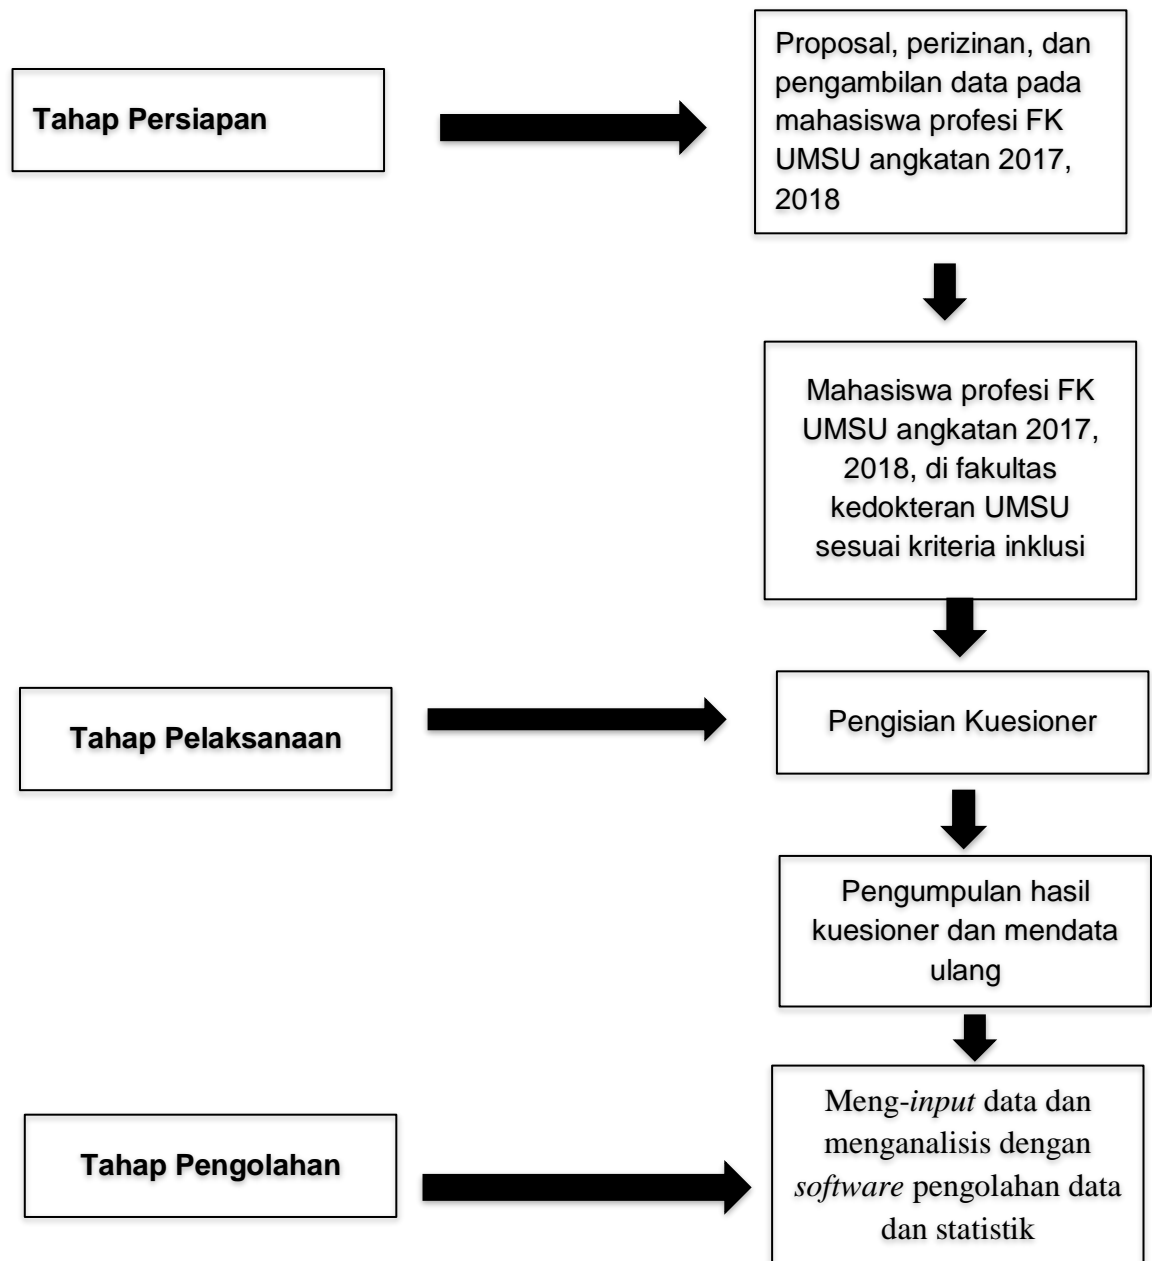 Tahap Persiapan
Proposal, perizinan, dan
pengambilan data pada
mahasiswa profesi FK
UMSU angkatan 2017,
2018
Mahasiswa profesi FK
UMSU angkatan 2017,
2018, di fakultas
kedokteran UMSU
sesuai kriteria inklusi
Tahap Pelaksanaan
Pengisian Kuesioner
Pengumpulan hasil
kuesioner dan mendata
ulang
Tahap Pengolahan
Meng-input data dan
menganalisis dengan
software pengolahan data
dan statistik